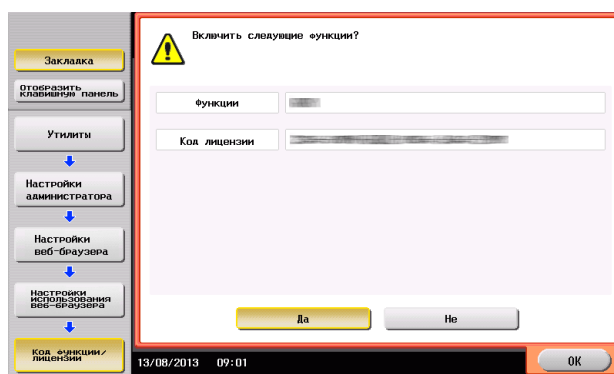 Закладка
Отобразить
клавишную панель
Утилиты
Настройки
администратора
Настройки
веб-браузера
Настройки
использования
веб-браузера
Код функции/
лицензии
Включить следующие функции?
Функции
Код лицензии
Да
Не
13/08/2013 09:01
OK